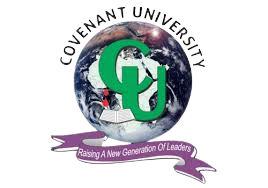 COVENANT UNIVERSITY
CU
Raising A New Generation Of Leaders